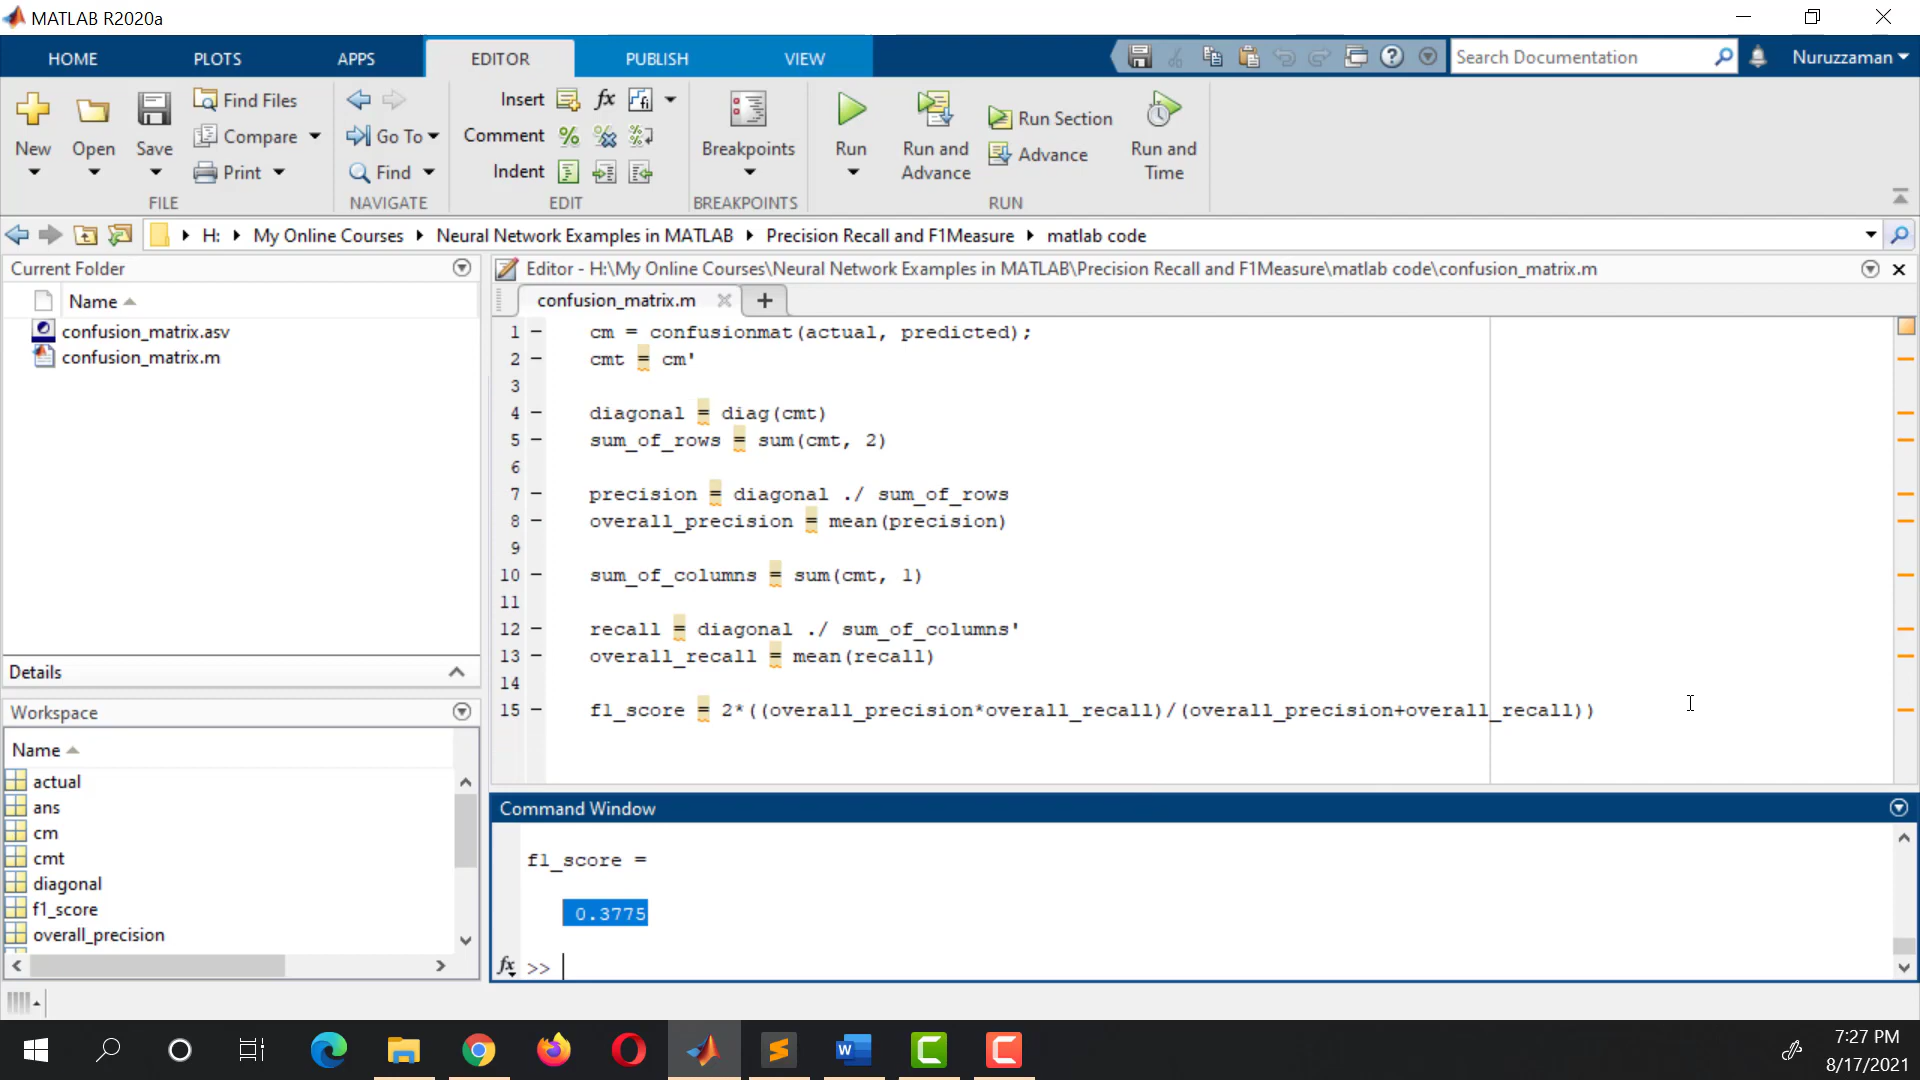 MATLAB R2020a
HOME PLOTS APPS EDITOR PUBLISH VIEW
Search Documentation
Nuruzzaman
New
Open
Save
Find Files
Compare
Print
FILE
Go To
Find
NAVIGATE
Insert fx fi
Comment
Indent
EDIT
Breakpoints
BREAKPOINTS
Run
Run and Advance
Run Section
Advance
Run and Time
RUN
H: My Online Courses Neural Network Examples in MATLAB Precision Recall and F1Measure matlab code
Current Folder
Name
confusion_matrix.asv
confusion_matrix.m
Details
Workspace
Name
actual
ans
cm
cmt
diagonal
f1_score
overall_precision
Editor - H:\My Online Courses\Neural Network Examples in MATLAB\Precision Recall and F1Measure\matlab code\confusion_matrix.m
confusion_matrix.m
1 - cm = confusionmat(actual, predicted);
2 - cmt = cm'
3
4 - diagonal = diag(cmt)
5 - sum_of_rows = sum(cmt, 2)
6
7 - precision = diagonal ./ sum_of_rows
8 - overall_precision = mean(precision)
9
10 - sum_of_columns = sum(cmt, 1)
11
12 - recall = diagonal ./ sum_of_columns'
13 - overall_recall = mean(recall)
14
15 - f1_score = 2*((overall_precision*overall_recall)/(overall_precision+overall_recall))
Command Window
f1_score =
0.3775
fx >>
7:27 PM
8/17/2021